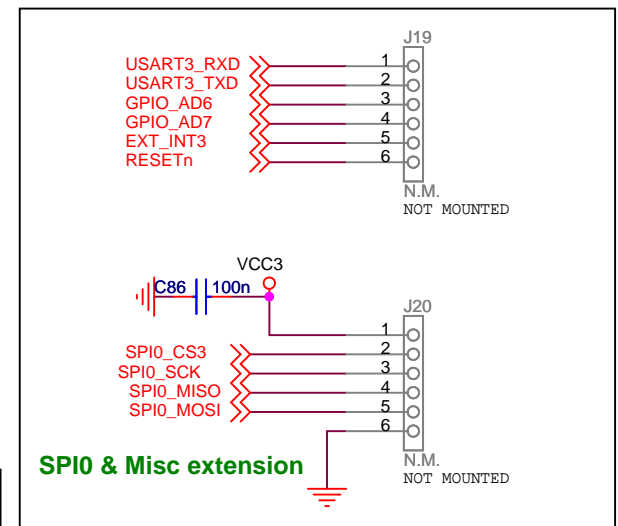 J19
USART3_RXD 1
USART3_TXD 2
GPIO_AD6 3
GPIO_AD7 4
EXT_INT3 5
RESETn 6
N.M.
NOT MOUNTED
VCC3
C86 100n
J20
1
SPI0_CS3 2
SPI0_SCK 3
SPI0_MISO 4
SPI0_MOSI 5
6
SPI0 & Misc extension
N.M.
NOT MOUNTED